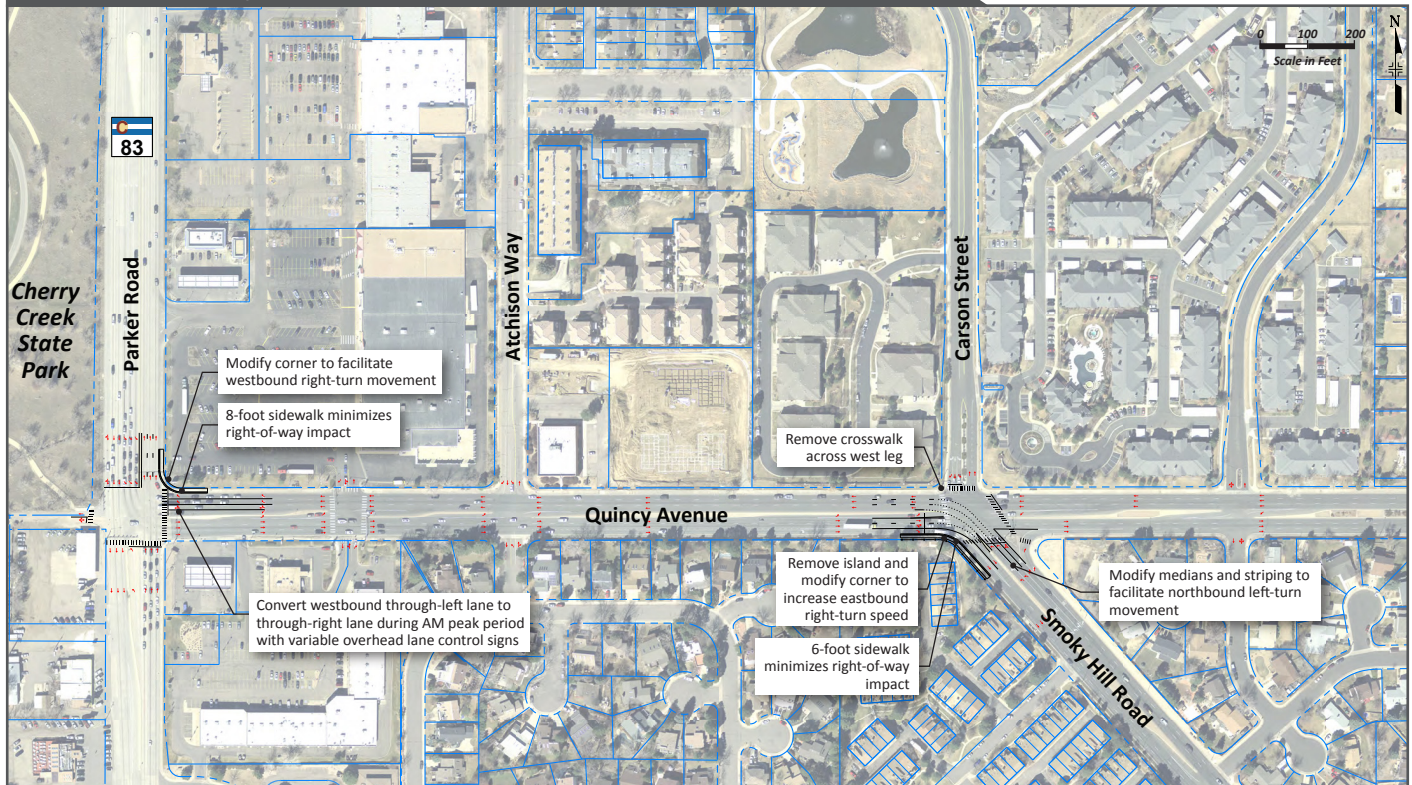 N
0 100 200
Scale in Feet
83
Cherry
Creek
State
Park
Parker Road
Atchison Way
Carson Street
Modify corner to facilitate
westbound right-turn movement
8-foot sidewalk minimizes
right-of-way impact
Remove crosswalk
across west leg
Quincy Avenue
Convert westbound through-left lane to
through-right lane during AM peak period
with variable overhead lane control signs
Remove island and
modify corner to
increase eastbound
right-turn speed
6-foot sidewalk
minimizes right-of-way
impact
Modify medians and striping to
facilitate northbound left-turn
movement
Smoky Hill Road